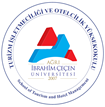 TURİZM İŞLETMECİLİĞİ VE OTELCİLİK YÜKSEKOKULU
AĞRI
İBRAHİM ÇEÇEN
ÜNİVERSİTESİ
2007
School of Tourism and Hotel Management